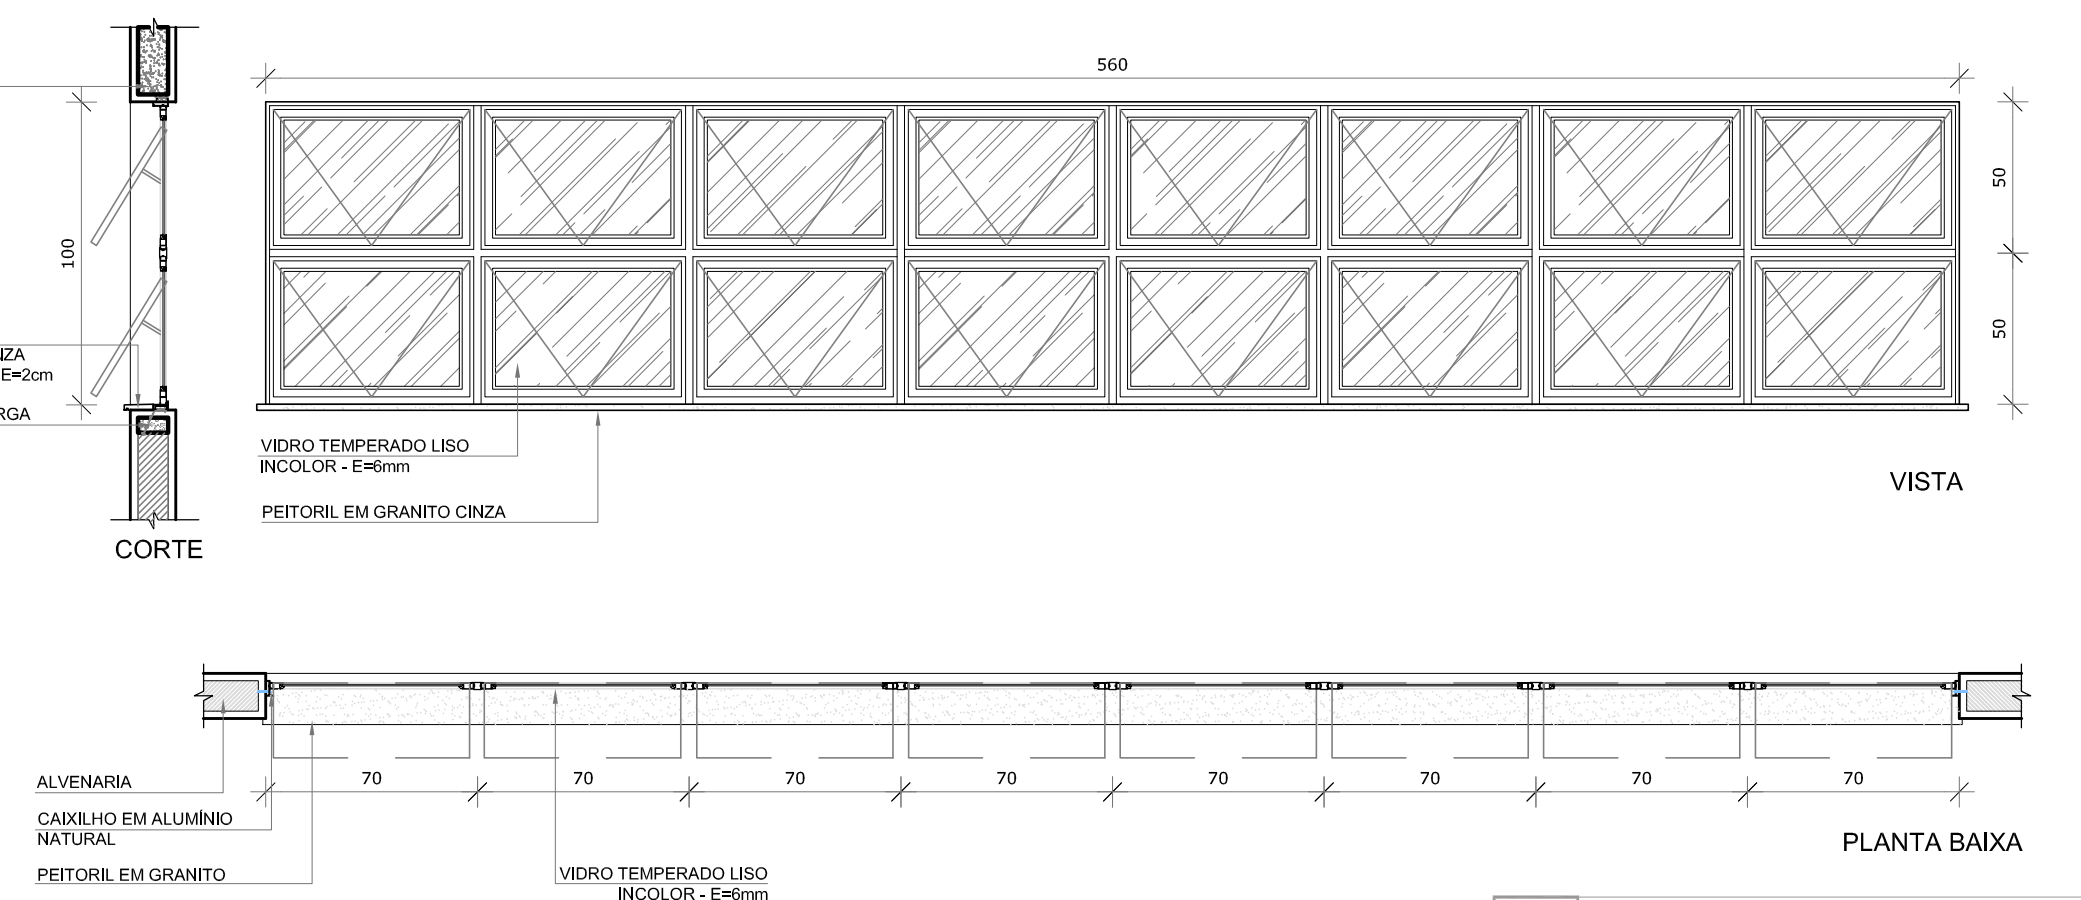 560
50
100
50
NZA
E=2cm
RGA
VIDRO TEMPERADO LISO
INCOLOR - E=6mm
PEITORIL EM GRANITO CINZA
VISTA
CORTE
70 70 70 70 70 70 70 70
ALVENARIA
CAIXILHO EM ALUMÍNIO
NATURAL
PEITORIL EM GRANITO
VIDRO TEMPERADO LISO
INCOLOR - E=6mm
PLANTA BAIXA